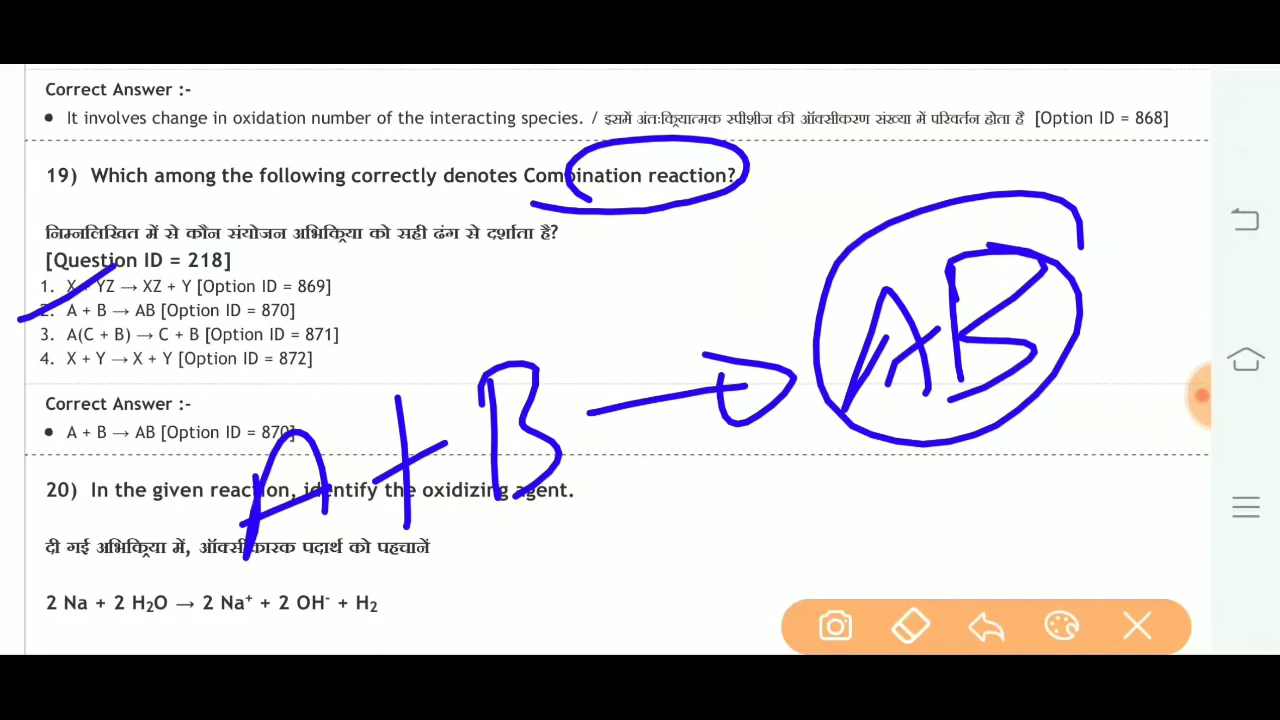 Correct Answer :-
● It involves change in oxidation number of the interacting species. / इसमें अंतःक्रियात्मक स्पीशीज की ऑक्सीकरण संख्या में परिवर्तन होता है [Option ID = 868]
19) Which among the following correctly denotes Combination reaction?
निम्नलिखित में से कौन संयोजन अभिक्रिया को सही ढंग से दर्शाता है?
[Question ID = 218]
1. X + YZ → XZ + Y [Option ID = 869]
2. A + B → AB [Option ID = 870]
3. A(C + B) → C + B [Option ID = 871]
4. X + Y → X + Y [Option ID = 872]
A + B → AB
Correct Answer :-
● A + B → AB [Option ID = 870]
20) In the given reaction, identify the oxidizing agent.
दी गई अभिक्रिया में, ऑक्सीकारक पदार्थ को पहचानें
2 Na + 2 H₂O → 2 Na⁺ + 2 OH⁻ + H₂